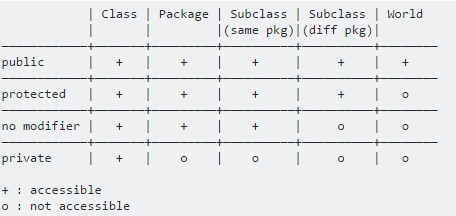 | Class | Package | Subclass | Subclass | World
            |       |         |(same pkg)|(diff pkg)|
————————————+———————+—————————+——————————+——————————+————————
public      |   +   |    +    |    +     |    +     |   +
————————————+———————+—————————+——————————+——————————+————————
protected   |   +   |    +    |    +     |    +     |   o
————————————+———————+—————————+——————————+——————————+————————
no modifier |   +   |    +    |    +     |    o     |   o
————————————+———————+—————————+——————————+——————————+————————
private     |   +   |    o    |    o     |    o     |   o

+ : accessible
o : not accessible